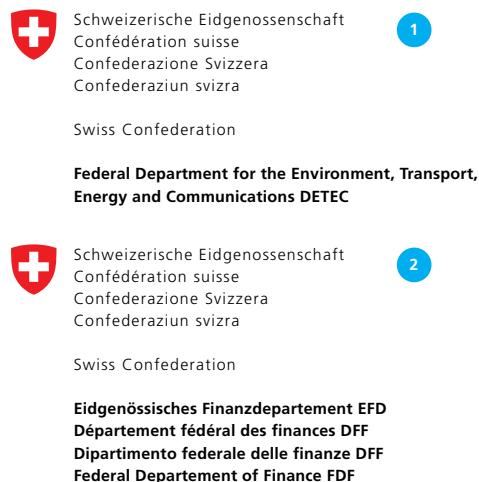 Schweizerische Eidgenossenschaft
Confédération suisse
Confederazione Svizzera
Confederaziun svizra
1
Swiss Confederation
Federal Department for the Environment, Transport,
Energy and Communications DETEC
Schweizerische Eidgenossenschaft
Confédération suisse
Confederazione Svizzera
Confederaziun svizra
2
Swiss Confederation
Eidgenössisches Finanzdepartement EFD
Département fédéral des finances DFF
Dipartimento federale delle finanze DFF
Federal Departement of Finance FDF